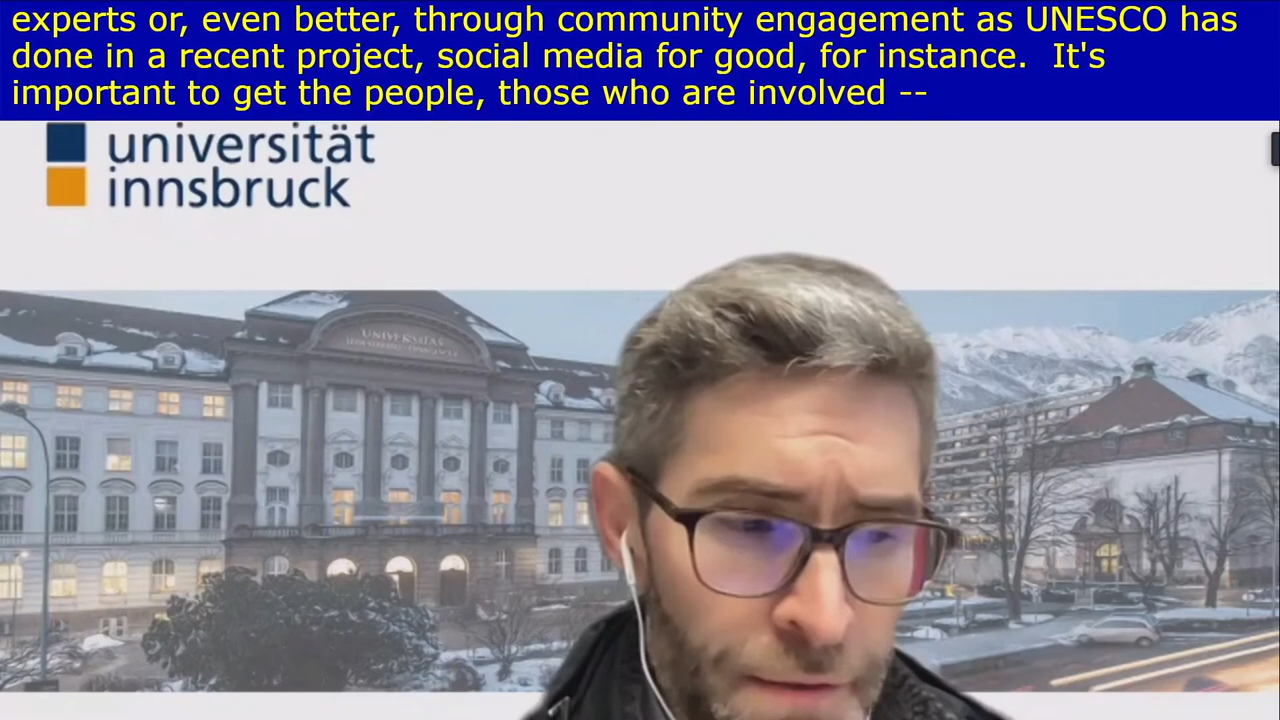 experts or, even better, through community engagement as UNESCO has
done in a recent project, social media for good, for instance.  It's
important to get the people, those who are involved --
universität
innsbruck